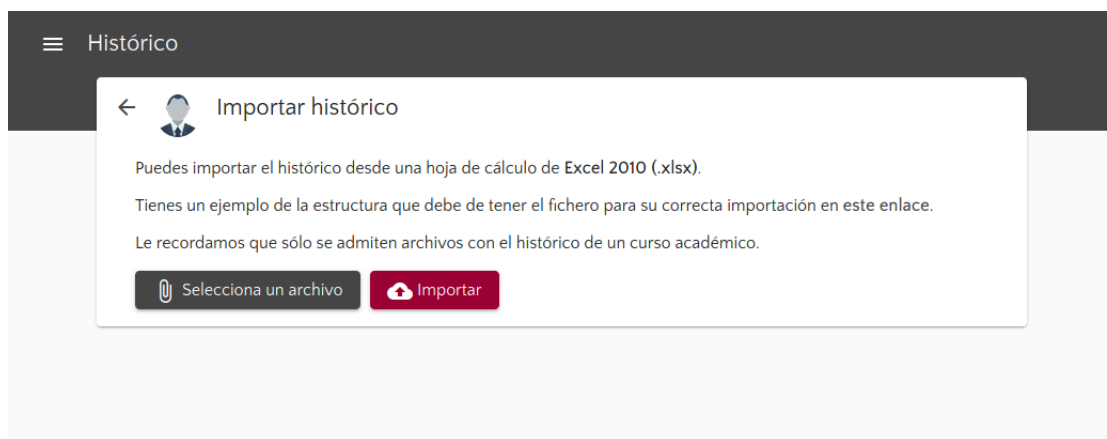 Histórico
Importar histórico
Puedes importar el histórico desde una hoja de cálculo de Excel 2010 (.xlsx).
Tienes un ejemplo de la estructura que debe de tener el fichero para su correcta importación en este enlace.
Le recordamos que sólo se admiten archivos con el histórico de un curso académico.
Selecciona un archivo Importar